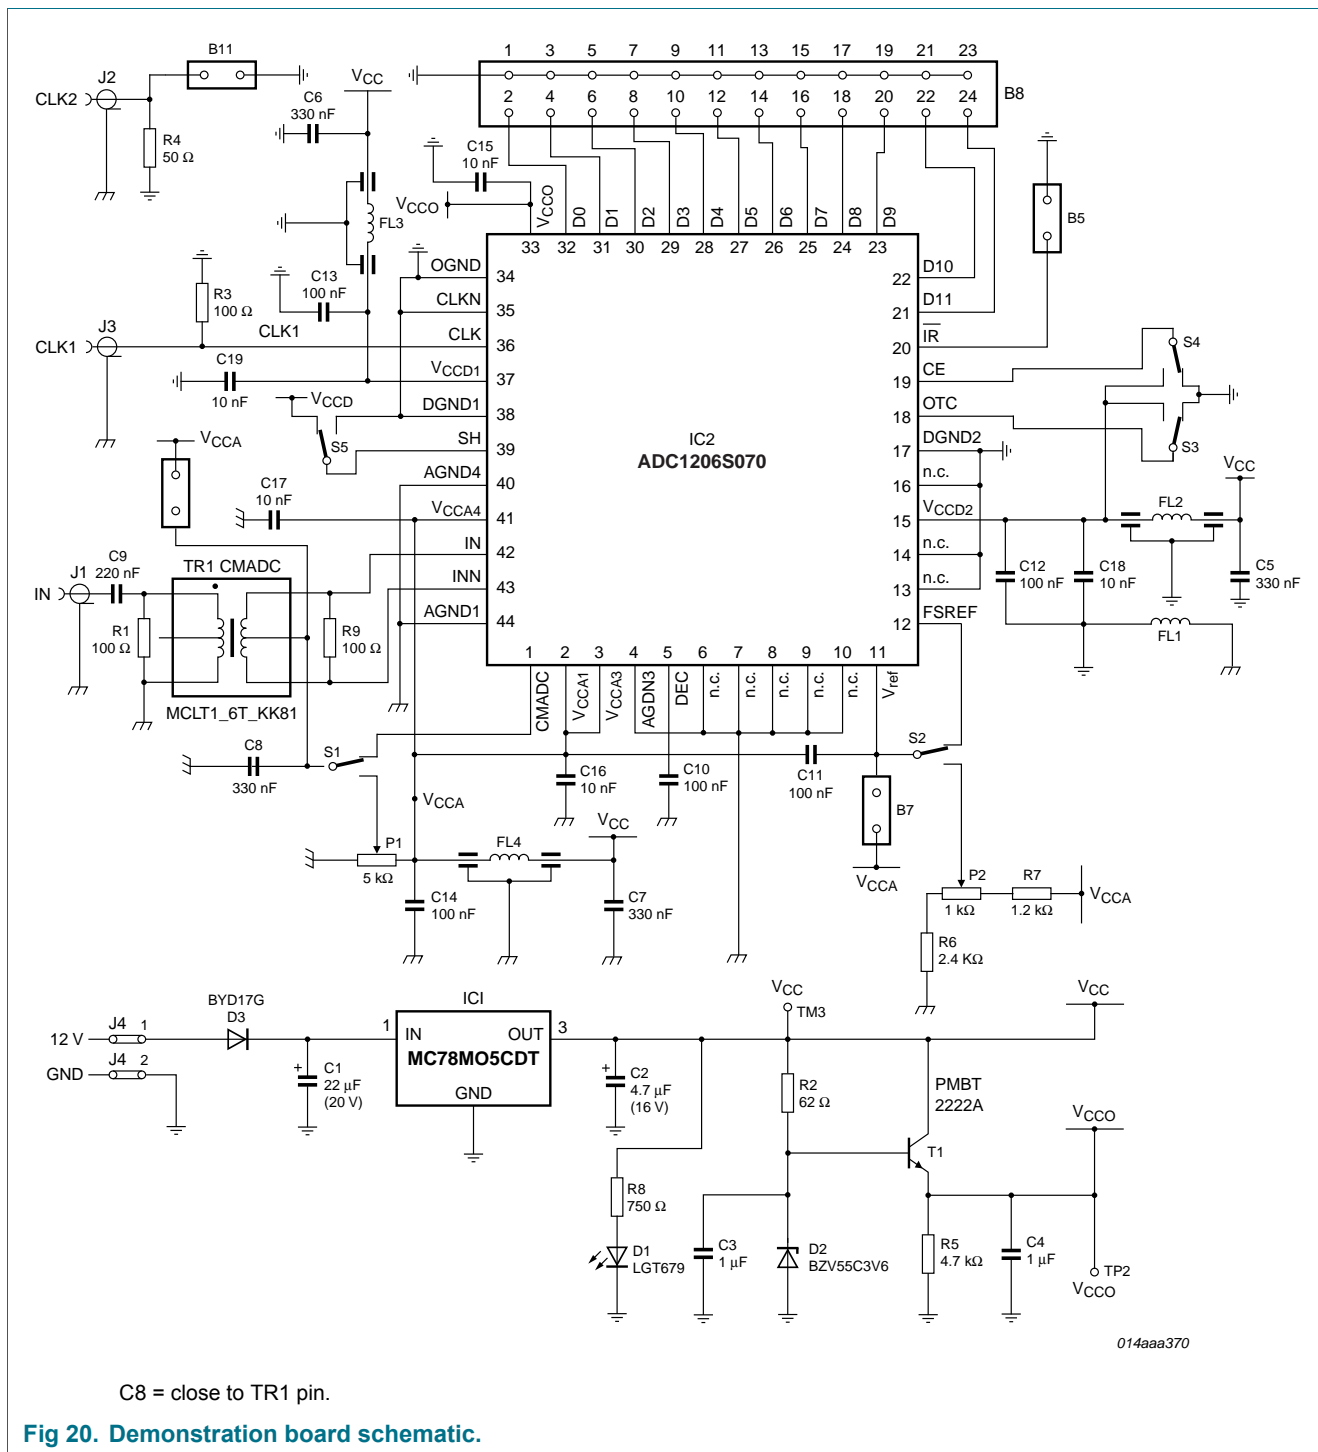 1 3 5 7 9 11 13 15 17 19 21 23
2 4 6 8 10 12 14 16 18 20 22 24
B8
B11
J2
CLK2
R4
50 Ω
VCC
C6
330 nF
FL3
C15
10 nF
VCCO
VCCO
D0 D1 D2 D3 D4 D5 D6 D7 D8 D9
33 32 31 30 29 28 27 26 25 24 23
B5
C13
100 nF
R3
100 Ω
CLK1
J3
CLK1
C19
10 nF
OGND 34
CLKN 35
CLK 36
VCCD1 37
DGND1 38
SH 39
AGND4 40
VCCA4 41
IN 42
INN 43
AGND1 44
IC2
ADC1206S070
22 D10
21 D11
20 IR
19 CE
18 OTC
17 DGND2
16 n.c.
15 VCCD2
14 n.c.
13 n.c.
12 FSREF
S4
S3
VCC
FL2
C12
100 nF
C18
10 nF
C5
330 nF
FL1
VCCD
S5
VCCA
C17
10 nF
TR1 CMADC
J1
IN
C9
220 nF
R1
100 Ω
R9
100 Ω
MCLT1_6T_KK81
1 2 3 4 5 6 7 8 9 10 11
CMADC
VCCA1
VCCA3
AGDN3
DEC
n.c.
n.c.
n.c.
n.c.
n.c.
Vref
C8
330 nF
S1
S2
C16
10 nF
C10
100 nF
C11
100 nF
B7
VCCA
VCCA
P1
5 kΩ
FL4
VCC
C14
100 nF
C7
330 nF
P2
1 kΩ
R7
1.2 kΩ
VCCA
R6
2.4 KΩ
BYD17G
D3
12 V
J4 1
GND
J4 2
C1
22 μF
(20 V)
+
ICI
1 IN OUT 3
MC78MO5CDT
GND
+
C2
4.7 μF
(16 V)
VCC
TM3
R2
62 Ω
PMBT
2222A
T1
VCC
VCCO
R8
750 Ω
D1
LGT679
C3
1 μF
D2
BZV55C3V6
R5
4.7 kΩ
C4
1 μF
TP2
VCCO
014aaa370
C8 = close to TR1 pin.
Fig 20. Demonstration board schematic.